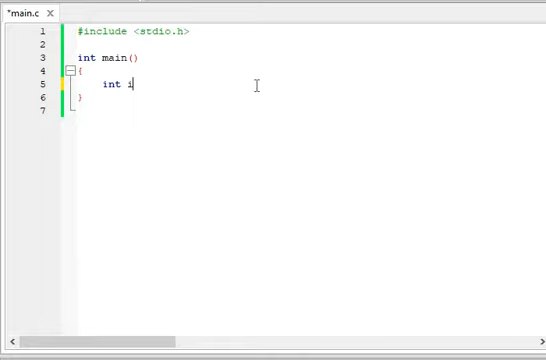 *main.c X
1 #include <stdio.h>
2
3 int main()
4 {
5 int i
6 }
7